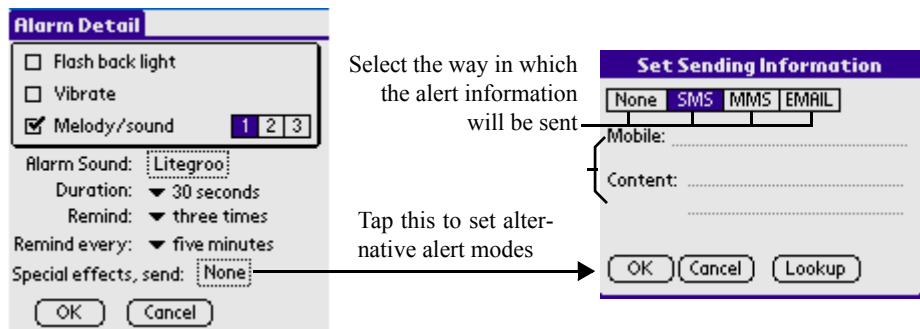 Alarm Detail
Flash back light
Vibrate
Melody/sound 1 2 3
Alarm Sound: Litegroo
Duration: 30 seconds
Remind: three times
Remind every: five minutes
Special effects, send: None
OK Cancel
Select the way in which
the alert information
will be sent
Tap this to set alter-
native alert modes
Set Sending Information
None SMS MMS EMAIL
Mobile:
Content:
OK Cancel Lookup